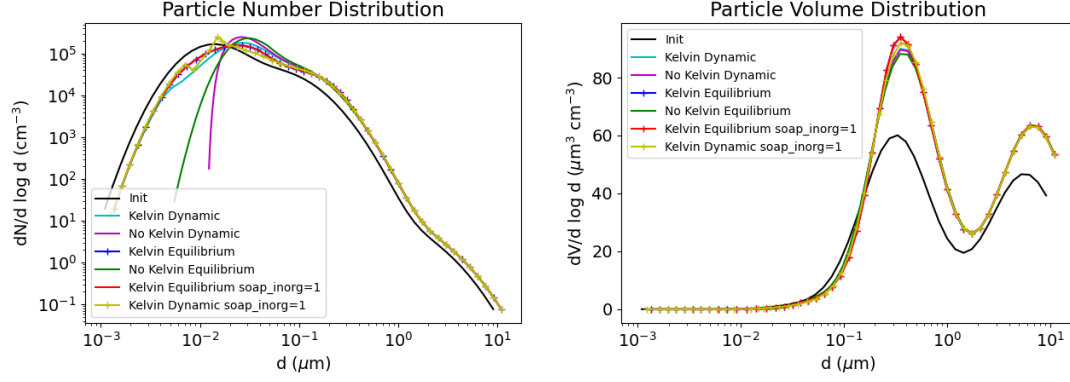 Particle Number Distribution
dN/d log d (cm⁻³)
10⁵
10⁴
10³
10²
10¹
10⁰
10⁻¹
Init
Kelvin Dynamic
No Kelvin Dynamic
Kelvin Equilibrium
No Kelvin Equilibrium
Kelvin Equilibrium soap_inorg=1
Kelvin Dynamic soap_inorg=1
10⁻³ 10⁻² 10⁻¹ 10⁰ 10¹
d (μm)
Particle Volume Distribution
dV/d log d (μm³ cm⁻³)
80
60
40
20
0
Init
Kelvin Dynamic
No Kelvin Dynamic
Kelvin Equilibrium
No Kelvin Equilibrium
Kelvin Equilibrium soap_inorg=1
Kelvin Dynamic soap_inorg=1
10⁻³ 10⁻² 10⁻¹ 10⁰ 10¹
d (μm)